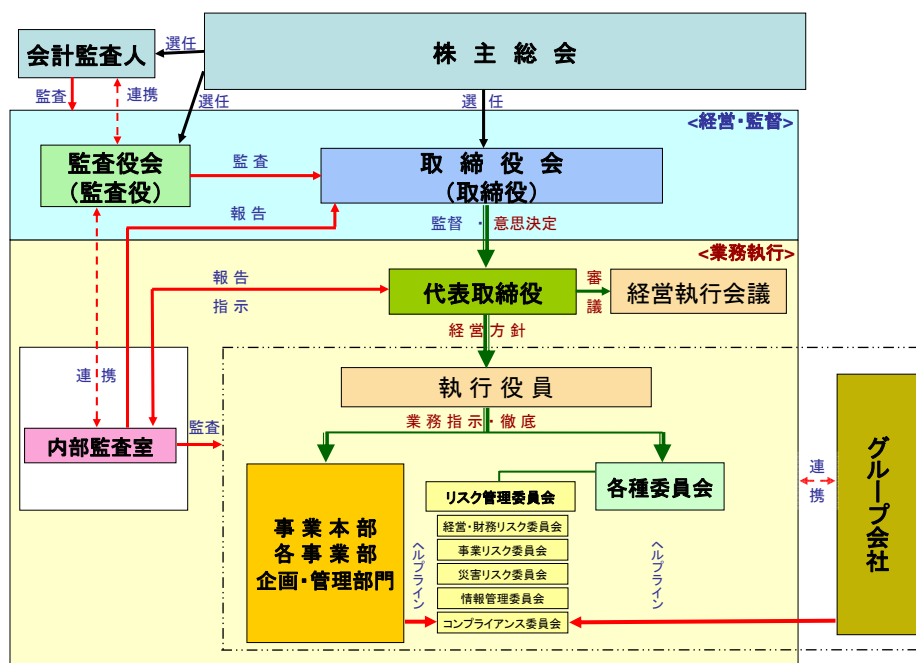 会計監査人
選任
株主総会
監査
連携
選任
選任
<経営・監督>
監査役会
(監査役)
監査
取締役会
(取締役)
報告
監督・意思決定
<業務執行>
報告
指示
代表取締役
審議
経営執行会議
経営方針
連携
執行役員
業務指示・徹底
内部監査室
監査
事業本部
各事業部
企画・管理部門
ヘルプライン
リスク管理委員会
経営・財務リスク委員会
事業リスク委員会
災害リスク委員会
情報管理委員会
コンプライアンス委員会
各種委員会
ヘルプライン
連携
グループ会社